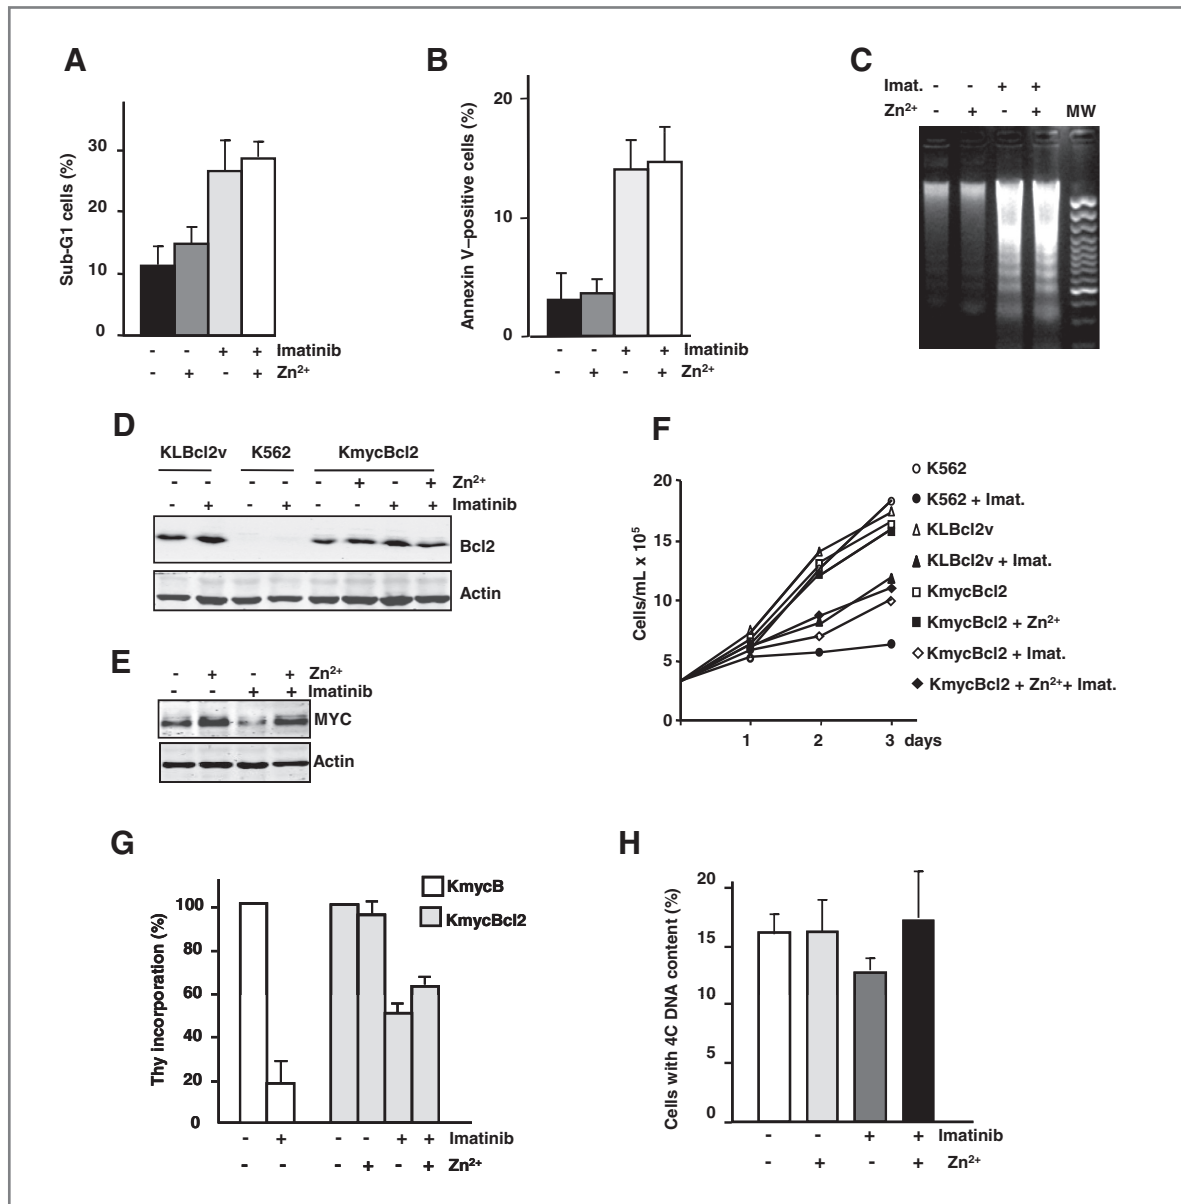 A
Sub-G1 cells (%)
30
20
10
0
- - + + Imatinib
- + - + Zn²⁺
B
Annexin V–positive cells (%)
20
10
0
- - + + Imatinib
- + - + Zn²⁺
C
Imat. - - + +
Zn²⁺ - + - + MW
D
KLBcl2v K562 KmycBcl2
- - - - - + - + Zn²⁺
- + - + - - + + Imatinib
Bcl2
Actin
E
- + - + Zn²⁺
- - + + Imatinib
MYC
Actin
F
Cells/mL x 10⁵
20
15
10
5
0
1 2 3 days
K562
K562 + Imat.
KLBcl2v
KLBcl2v + Imat.
KmycBcl2
KmycBcl2 + Zn²⁺
KmycBcl2 + Imat.
KmycBcl2 + Zn²⁺+ Imat.
G
Thy incorporation (%)
100
80
60
40
20
0
KmycB
KmycBcl2
- + - - + + Imatinib
- - - + - + Zn²⁺
H
Cells with 4C DNA content (%)
20
15
10
5
0
- - + + Imatinib
- + - + Zn²⁺